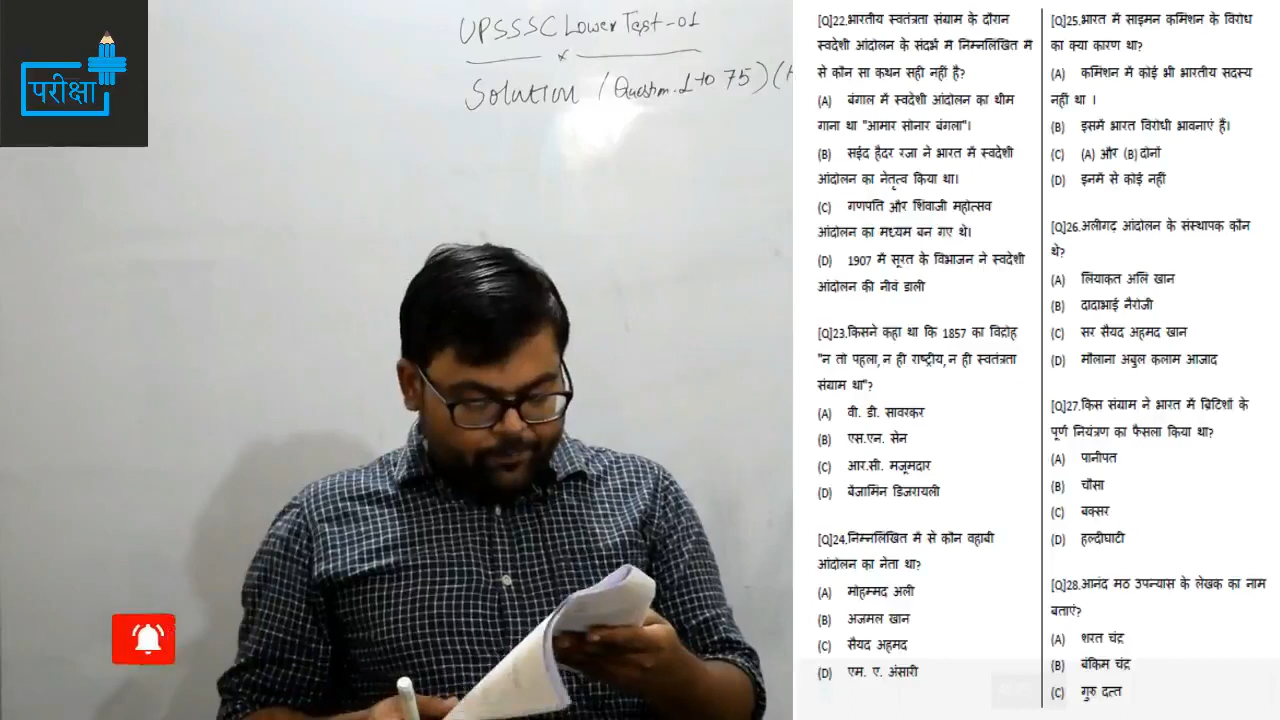 परीक्षा
UPSSSC Lower Test-01
Solution (Question.1 to 75) (
[Q]22.भारतीय स्वतंत्रता संग्राम के दौरान
स्वदेशी आंदोलन के संदर्भ में निम्नलिखित में
से कौन सा कथन सही नहीं है?
(A) बंगाल में स्वदेशी आंदोलन का थीम
गाना था "आमार सोनार बंगला"।
(B) सईद हैदर रजा ने भारत में स्वदेशी
आंदोलन का नेतृत्व किया था।
(C) गणपति और शिवाजी महोत्सव
आंदोलन का मध्यम बन गए थे।
(D) 1907 में सूरत के विभाजन ने स्वदेशी
आंदोलन की नीवं डाली
[Q]23.किसने कहा था कि 1857 का विद्रोह
"न तो पहला, न ही राष्ट्रीय, न ही स्वतंत्रता
संग्राम था"?
(A) वी. डी. सावरकर
(B) एस.एन. सेन
(C) आर.सी. मजूमदार
(D) बेंजामिन डिजरायली
[Q]24.निम्नलिखित में से कौन वहाबी
आंदोलन का नेता था?
(A) मोहम्मद अली
(B) अजमल खान
(C) सैयद अहमद
(D) एम. ए. अंसारी
[Q]25.भारत में साइमन कमिशन के विरोध
का क्या कारण था?
(A) कमिशन में कोई भी भारतीय सदस्य
नहीं था ।
(B) इसमें भारत विरोधी भावनाएं हैं।
(C) (A) और (B) दोनों
(D) इनमें से कोई नहीं
[Q]26.अलीगढ़ आंदोलन के संस्थापक कौन
थे?
(A) लियाकत अलि खान
(B) दादाभाई नैरोजी
(C) सर सैयद अहमद खान
(D) मौलाना अबुल कलाम आजाद
[Q]27.किस संग्राम ने भारत में ब्रिटिशों के
पूर्ण नियंत्रण का फैसला किया था?
(A) पानीपत
(B) चौसा
(C) बक्सर
(D) हल्दीघाटी
[Q]28.आनंद मठ उपन्यास के लेखक का नाम
बताएं?
(A) शरत चंद्र
(B) बंकिम चंद्र
(C) गुरु दत्त